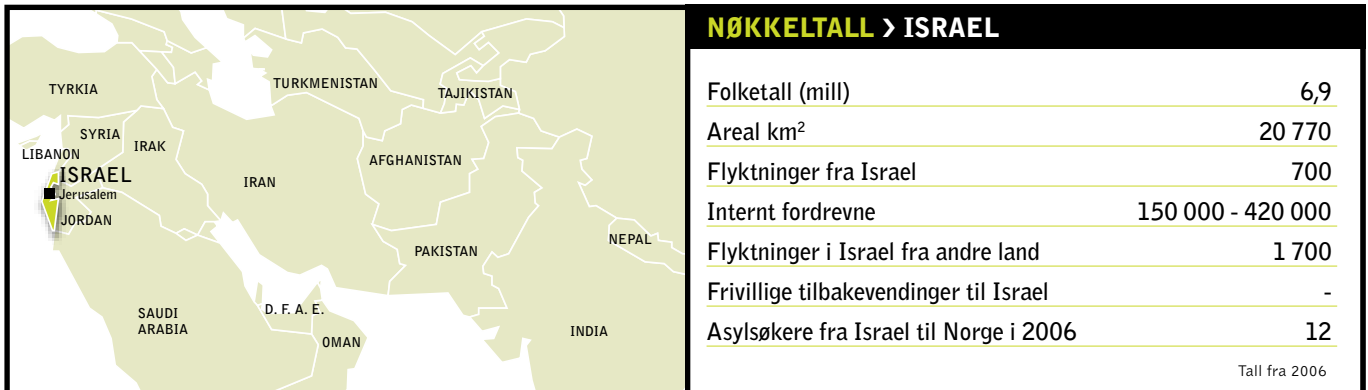 TYRKIA
TURKMENISTAN
TAJIKISTAN
SYRIA
LIBANON
IRAK
AFGHANISTAN
ISRAEL
IRAN
Jerusalem
JORDAN
NEPAL
PAKISTAN
SAUDI
ARABIA
D. F. A. E.
OMAN
INDIA
NØKKELTALL > ISRAEL
Folketall (mill) 6,9
Areal km² 20 770
Flyktninger fra Israel 700
Internt fordrevne 150 000 - 420 000
Flyktninger i Israel fra andre land 1 700
Frivillige tilbakevendinger til Israel -
Asylsøkere fra Israel til Norge i 2006 12
Tall fra 2006